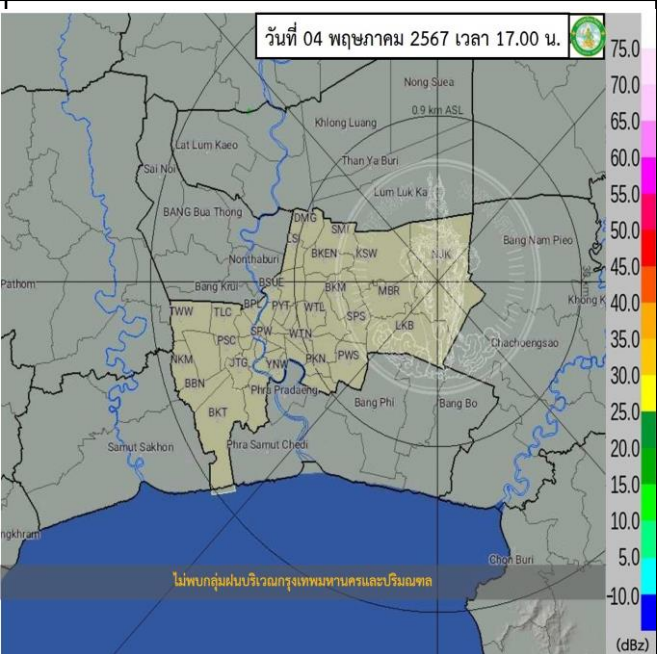 วันที่ 04 พฤษภาคม 2567 เวลา 17.00 น.
75.0
70.0
65.0
60.0
55.0
50.0
45.0
40.0
35.0
30.0
25.0
20.0
15.0
10.0
5.0
-10.0
(dBz)
Nong Suea
0.9 km ASL
Khlong Luang
Lat Lum Kaeo
Than Ya Buri
Sai Noi
Lum Luk Ka
BANG Bua Thong
DMG
SMI
LSI
Bang Nam Pieo
BKEN
KSW
NJK
Nonthaburi
Pathom
Bang Krui
BSUE
BKM
MBR
Khong K
BPL
PYT
WTL
TWW
TLC
SPS
LKB
SPW
WTN
Chachoengsao
PSC
NKM
JTG
YNW
PKN
PWS
BBN
Phra Pradaeng
Bang Phi
Bang Bo
BKT
Samut Sakhon
Phra Samut Chedi
ngkhram
Chon Buri
ไม่พบกลุ่มฝนบริเวณกรุงเทพมหานครและปริมณฑล